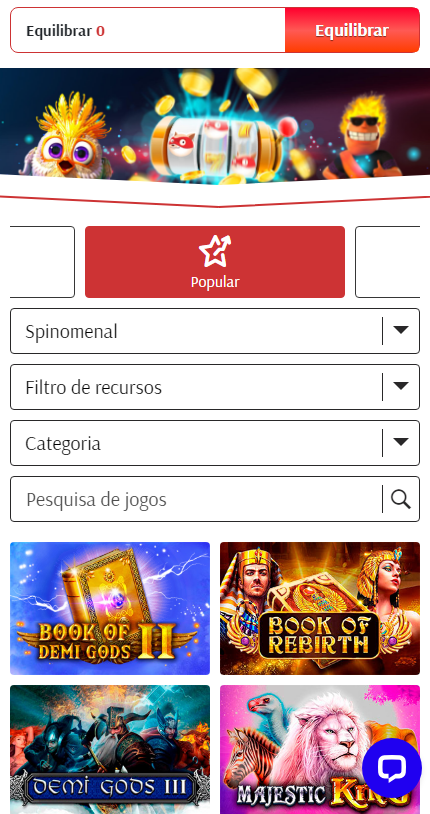 Equilibrar 0
Equilibrar
Popular
Spinomenal
Filtro de recursos
Categoria
Pesquisa de jogos
BOOK OF
DEMI GODS II
BOOK OF
REBIRTH
DEMI GODS III
MAJESTIC KING